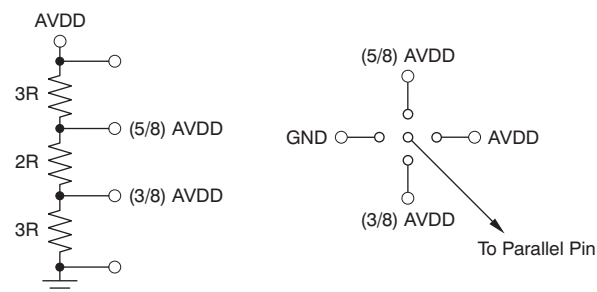 AVDD
3R
(5/8) AVDD
2R
(3/8) AVDD
3R
(5/8) AVDD
GND
AVDD
(3/8) AVDD
To Parallel Pin